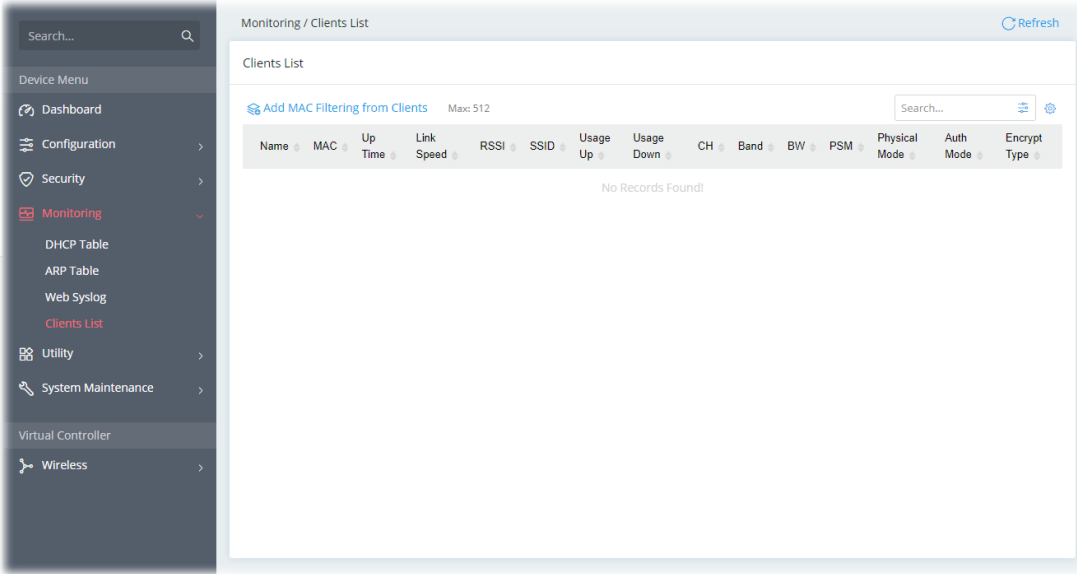 Search...
Device Menu
Dashboard
Configuration
Security
Monitoring
DHCP Table
ARP Table
Web Syslog
Clients List
Utility
System Maintenance
Virtual Controller
Wireless
Monitoring / Clients List
Refresh
Clients List
Add MAC Filtering from Clients Max: 512
Search...
Name MAC Up Time Link Speed RSSI SSID Usage Up Usage Down CH Band BW PSM Physical Mode Auth Mode Encrypt Type
No Records Found!